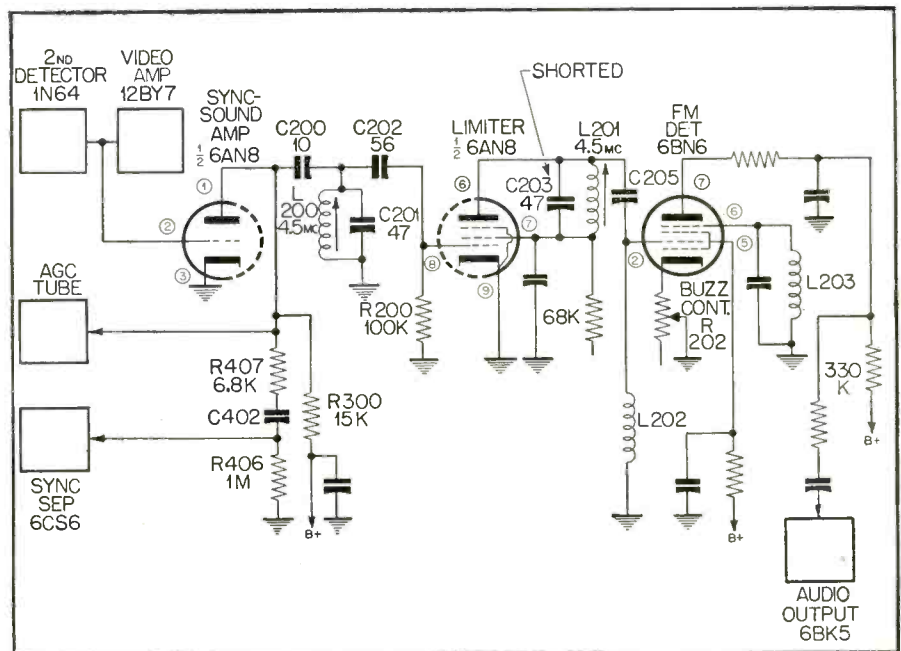 2ND
DETECTOR
1N64
VIDEO
AMP
12BY7
SYNC-
SOUND
AMP
½ 6AN8
①
②
③
C200
10
C202
56
L
200
4.5MC
C201
47
R200
100K
LIMITER
½ 6AN8
⑥
⑦
⑧
⑨
SHORTED
C203
47
L201
4.5MC
C205
68K
FM
DET
6BN6
⑦
⑥
②
⑤
BUZZ
CONT.
R
202
L203
L202
330
K
B+
B+
AGC
TUBE
R407
6.8K
C402
R406
1M
R300
15K
B+
SYNC
SEP
6CS6
AUDIO
OUTPUT
6BK5